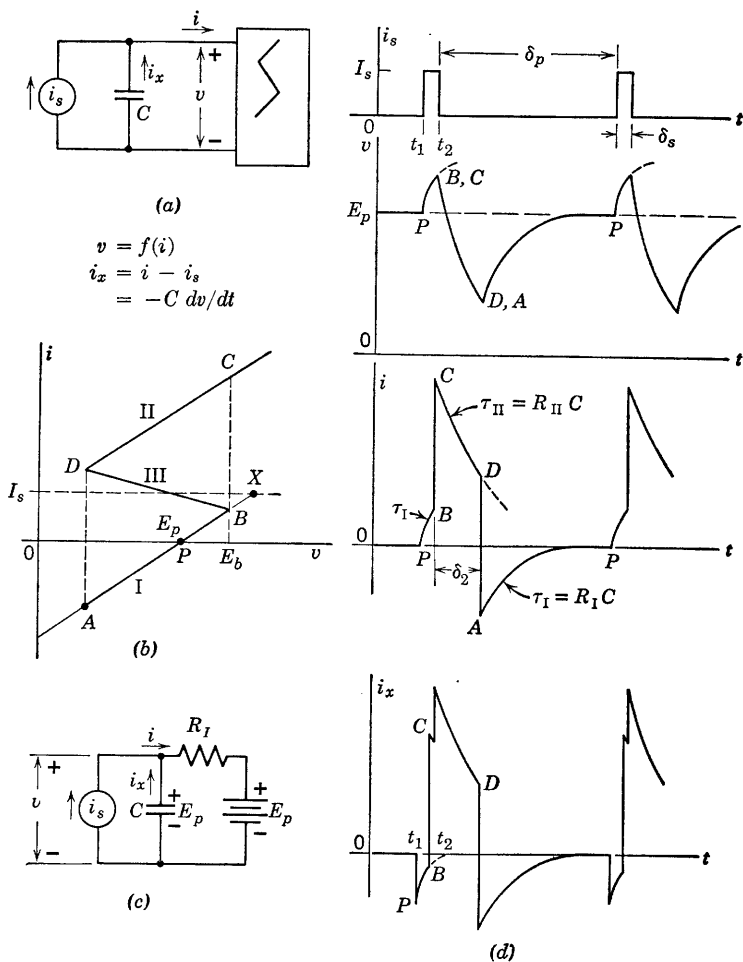 i
+
i_s
i_x
C
v
−
(a)
v = f(i)
i_x = i − i_s
= −C dv/dt
i
C
II
D
III
X
I_s
B
E_p
0
P
E_b
v
I
A
(b)
R_I
i
+
v
i_s
i_x
C
+
E_p
−
+
E_p
−
−
(c)
i_s
I_s
δ_p
0
t_1
t_2
δ_s
t
v
B, C
E_p
P
P
D, A
0
t
i
C
τ_II = R_II C
D
τ_I
B
0
P
P
t
δ_2
τ_I = R_I C
A
i_x
C
D
0
t_1
t_2
t
B
P
(d)